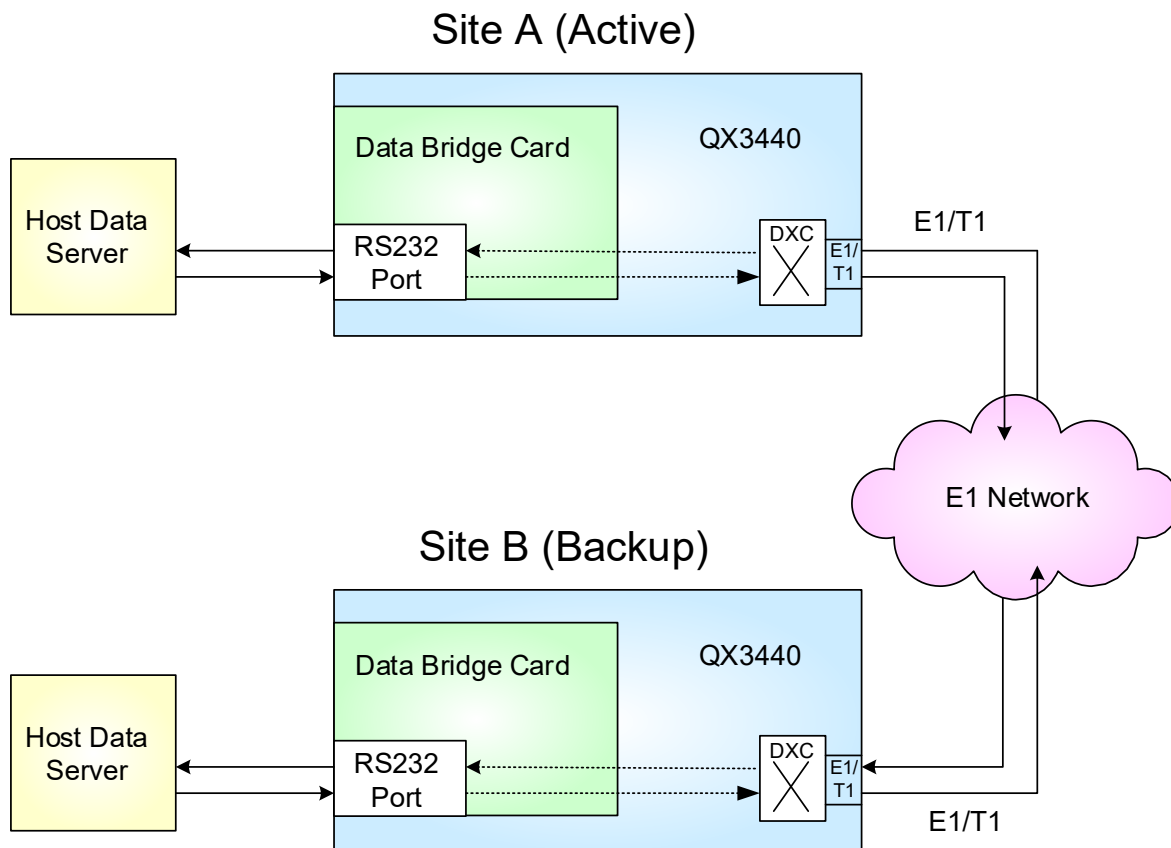 Site A (Active)
Data Bridge Card
QX3440
Host Data
Server
RS232
Port
DXC
E1/
T1
E1/T1
E1 Network
Site B (Backup)
Data Bridge Card
QX3440
Host Data
Server
RS232
Port
DXC
E1/
T1
E1/T1